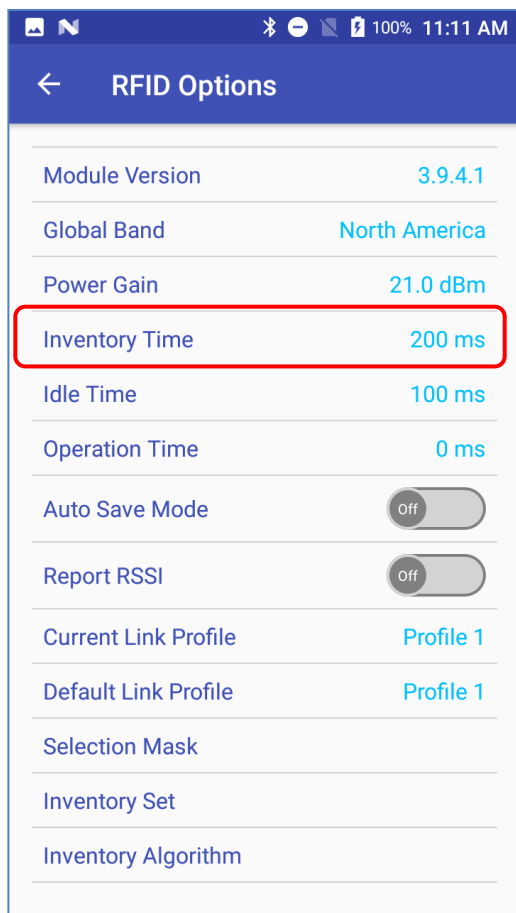 100% 11:11 AM
RFID Options
Module Version 3.9.4.1
Global Band North America
Power Gain 21.0 dBm
Inventory Time 200 ms
Idle Time 100 ms
Operation Time 0 ms
Auto Save Mode Off
Report RSSI Off
Current Link Profile Profile 1
Default Link Profile Profile 1
Selection Mask
Inventory Set
Inventory Algorithm